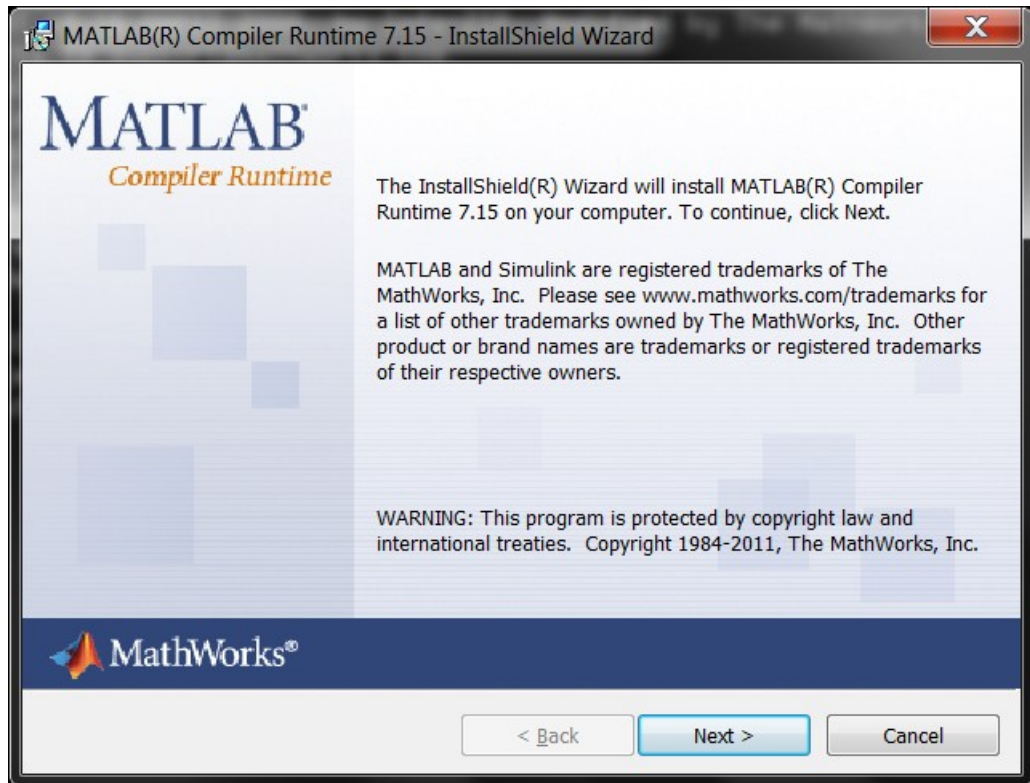 MATLAB(R) Compiler Runtime 7.15 - InstallShield Wizard
MATLAB®
Compiler Runtime
The InstallShield(R) Wizard will install MATLAB(R) Compiler
Runtime 7.15 on your computer. To continue, click Next.
MATLAB and Simulink are registered trademarks of The
MathWorks, Inc. Please see www.mathworks.com/trademarks for
a list of other trademarks owned by The MathWorks, Inc. Other
product or brand names are trademarks or registered trademarks
of their respective owners.
WARNING: This program is protected by copyright law and
international treaties. Copyright 1984-2011, The MathWorks, Inc.
MathWorks®
< Back
Next >
Cancel